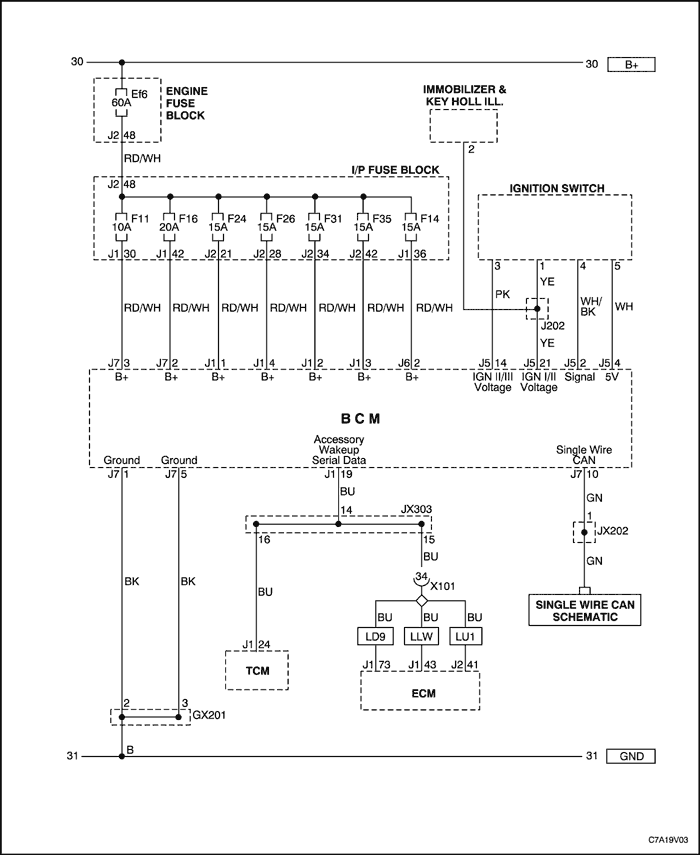 30
30 B+
Ef6
60A
ENGINE
FUSE
BLOCK
J2 48
RD/WH
IMMOBILIZER &
KEY HOLL ILL.
2
J2 48
I/P FUSE BLOCK
F11 F16 F24 F26 F31 F35 F14
10A 20A 15A 15A 15A 15A 15A
J1 30 J1 42 J2 21 J2 28 J2 34 J2 42 J1 36
IGNITION SWITCH
3 1 4 5
YE
PK
RD/WH RD/WH RD/WH RD/WH RD/WH RD/WH RD/WH
WH/
BK
WH
J202
YE
J7 3 J7 2 J1 1 J1 4 J1 2 J1 3 J6 2 J5 14 J5 21 J5 2 J5 4
B+ B+ B+ B+ B+ B+ B+ IGN II/III IGN I/II Signal 5V
Voltage Voltage
B C M
Accessory
Wakeup
Serial Data
Ground Ground
Single Wire
CAN
J7 1 J7 5 J1 19 J7 10
BU
GN
14 JX303
1
JX202
16 15
BU
GN
34 X101
BK BK BU
BU BU BU
LD9 LLW LU1
SINGLE WIRE CAN
SCHEMATIC
J1 24
TCM
J1 73 J1 43 J2 41
ECM
2 3
GX201
B
31
31 GND
C7A19V03